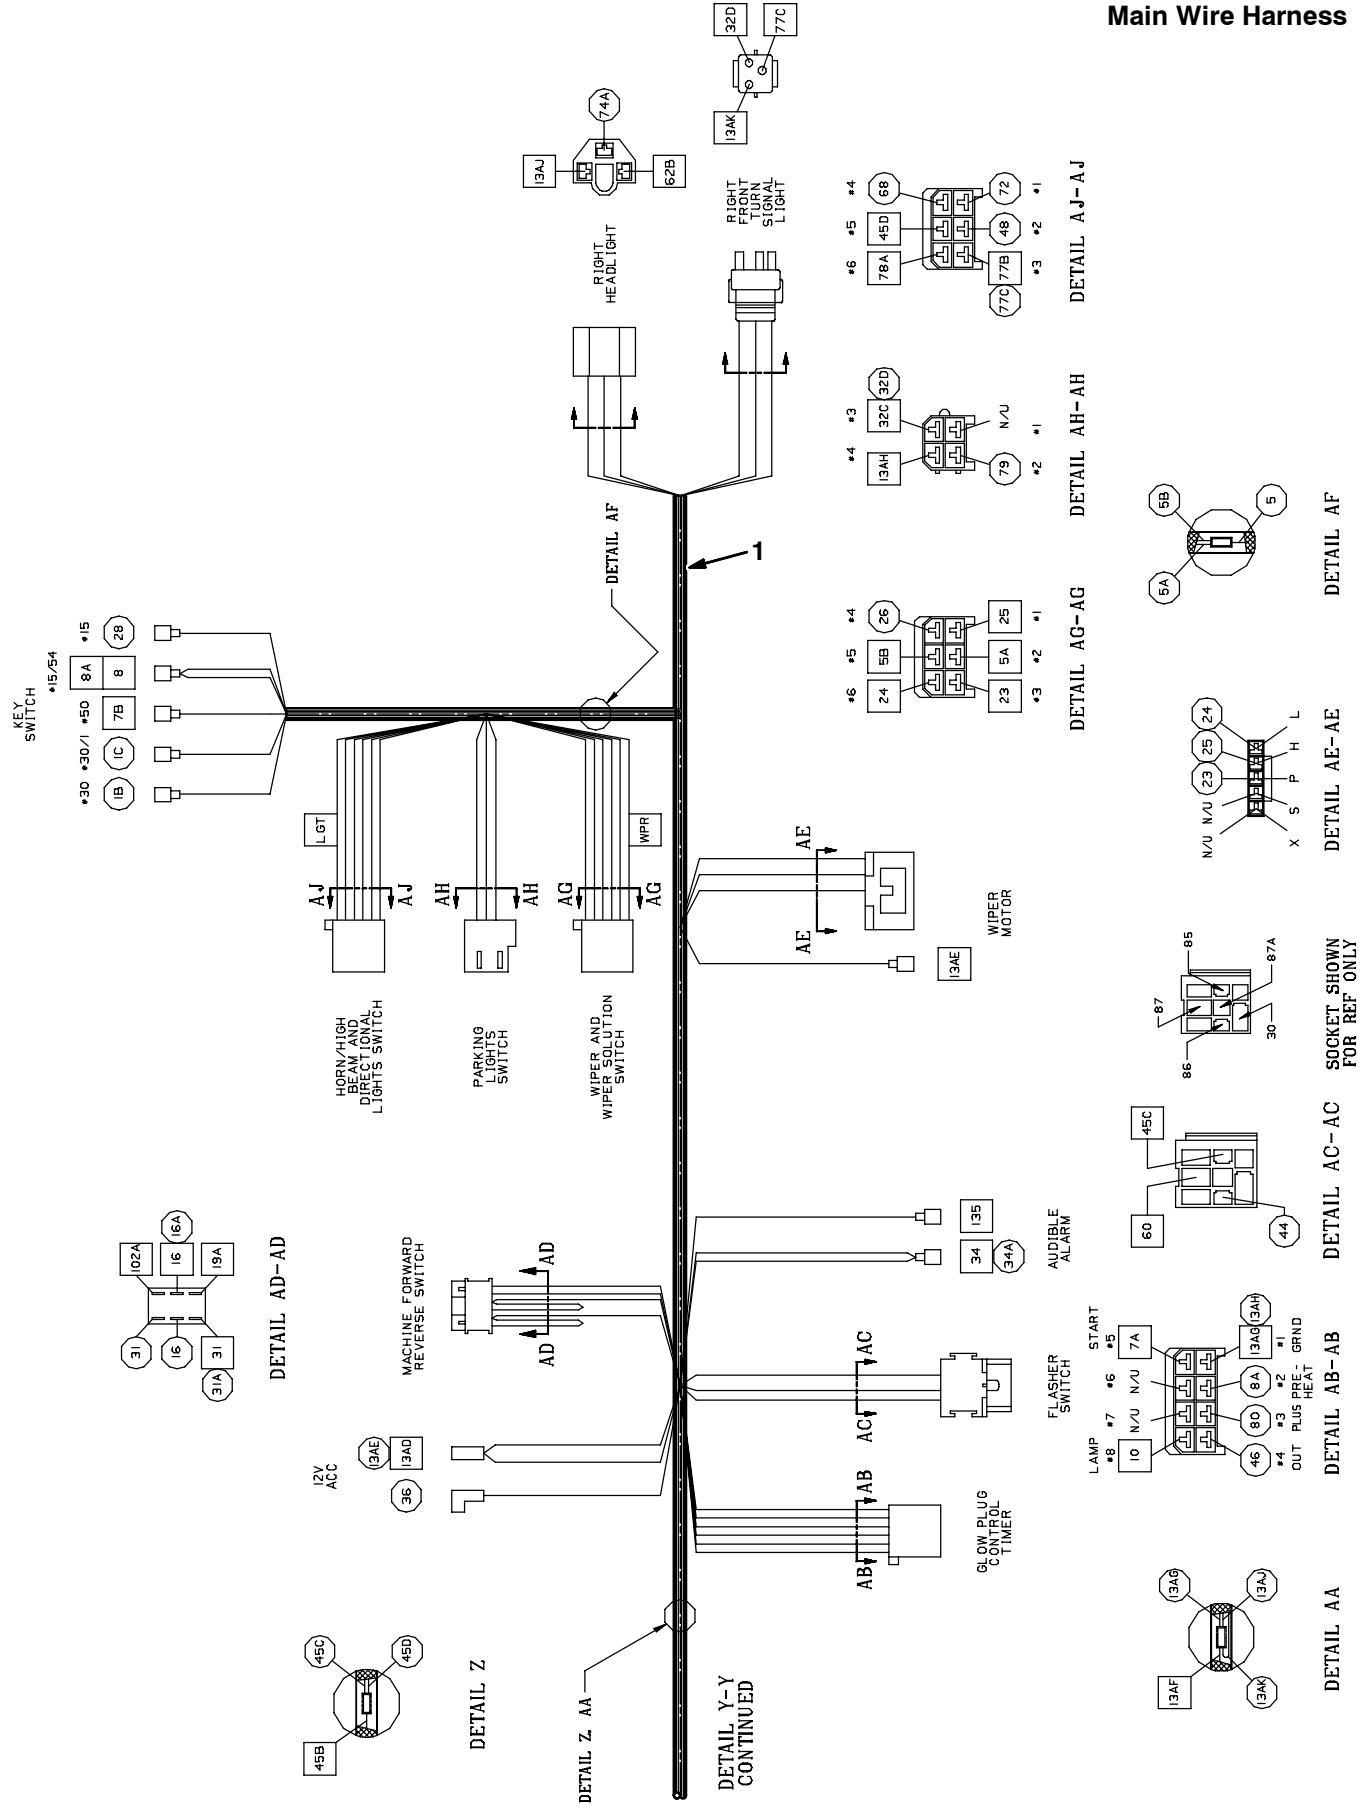 Main Wire Harness
32D
77C
13AK
74A
13AJ
62B
RIGHT
HEADLIGHT
RIGHT
FRONT
TURN
SIGNAL
LIGHT
#4
#5
#6
68
45D
78A
72
48
77B
77C
#1
#2
#3
DETAIL AJ-AJ
#3
#4
32D
32C
13AH
N/U
79
#1
#2
DETAIL AH-AH
#4
#5
#6
26
5B
24
25
5A
23
#1
#2
#3
DETAIL AG-AG
5B
5A
5
DETAIL AF
DETAIL AF
1
KEY
SWITCH
#15
28
#15/54
8A
8
#50
7B
#30/1
1C
#30
1B
LGT
WPR
AJ
AJ
AH
AH
AG
AG
HORN/HIGH
BEAM AND
DIRECTIONAL
LIGHTS SWITCH
PARKING
LIGHTS
SWITCH
WIPER AND
WIPER SOLUTION
SWITCH
AE
AE
13AE
WIPER
MOTOR
24
25
23
N/U
N/U
L
H
P
S
X
DETAIL AE-AE
85
87
87A
86
30
SOCKET SHOWN
FOR REF ONLY
45C
60
44
DETAIL AC-AC
102A
16A
16
19A
31
16
31
31A
DETAIL AD-AD
MACHINE FORWARD
REVERSE SWITCH
AD
AD
135
34
34A
AUDIBLE
ALARM
12V
ACC
13AE
13AD
36
AC
AC
FLASHER
SWITCH
AB
AB
GLOW PLUG
CONTROL
TIMER
START
#5
7A
#6
N/U
#7
N/U
LAMP
#8
10
13AH
13AG
#1
GRND
8A
#2
PRE-
HEAT
80
#3
PLUS
46
#4
OUT
DETAIL AB-AB
45C
45D
45B
DETAIL Z
DETAIL Z, AA
DETAIL Y-Y
CONTINUED
13AG
13AJ
13AF
13AK
DETAIL AA